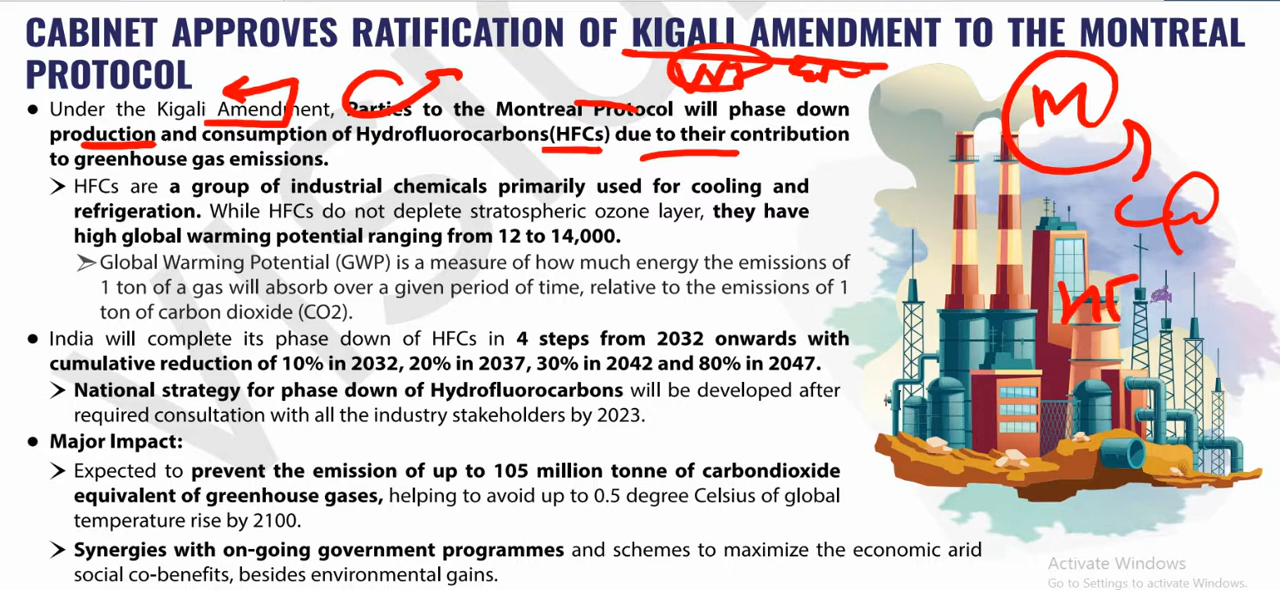 CABINET APPROVES RATIFICATION OF KIGALI AMENDMENT TO THE MONTREAL
PROTOCOL
● Under the Kigali Amendment, Parties to the Montreal Protocol will phase down
production and consumption of Hydrofluorocarbons(HFCs) due to their contribution
to greenhouse gas emissions.
➤ HFCs are a group of industrial chemicals primarily used for cooling and
refrigeration. While HFCs do not deplete stratospheric ozone layer, they have
high global warming potential ranging from 12 to 14,000.
➤ Global Warming Potential (GWP) is a measure of how much energy the emissions of
1 ton of a gas will absorb over a given period of time, relative to the emissions of 1
ton of carbon dioxide (CO2).
● India will complete its phase down of HFCs in 4 steps from 2032 onwards with
cumulative reduction of 10% in 2032, 20% in 2037, 30% in 2042 and 80% in 2047.
➤ National strategy for phase down of Hydrofluorocarbons will be developed after
required consultation with all the industry stakeholders by 2023.
● Major Impact:
➤ Expected to prevent the emission of up to 105 million tonne of carbondioxide
equivalent of greenhouse gases, helping to avoid up to 0.5 degree Celsius of global
temperature rise by 2100.
➤ Synergies with on-going government programmes and schemes to maximize the economic arid
social co-benefits, besides environmental gains.
M
HF
Activate Windows
Go to Settings to activate Windows.